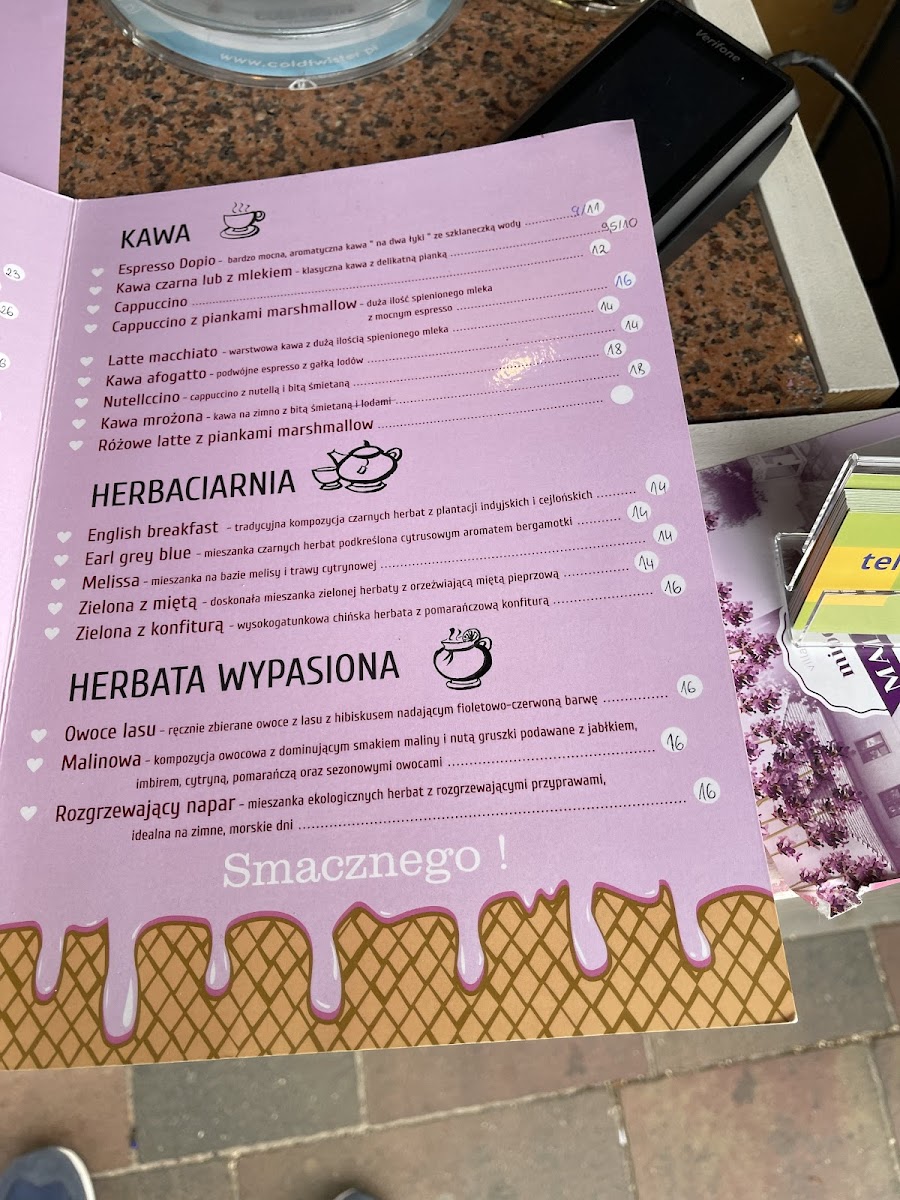 www.coldtwister.pl
Verifone
23
26
KAWA
Espresso Dopio - bardzo mocna, aromatyczna kawa " na dwa łyki " ze szklaneczką wody 9/11
Kawa czarna lub z mlekiem - klasyczna kawa z delikatną pianką 95/10
Cappuccino 12
Cappuccino z piankami marshmallow - duża ilość spienionego mleka
z mocnym espresso 16
Latte macchiato - warstwowa kawa z dużą ilością spienionego mleka 14
Kawa afogatto - podwójne espresso z gałką lodów 14
Nutellccino - cappuccino z nutellą i bitą śmietaną 18
Kawa mrożona - kawa na zimno z bitą śmietaną i lodami 18
Różowe latte z piankami marshmallow
HERBACIARNIA
English breakfast - tradycyjna kompozycja czarnych herbat z plantacji indyjskich i cejlońskich 14
Earl grey blue - mieszanka czarnych herbat podkreślona cytrusowym aromatem bergamotki 14
Melissa - mieszanka na bazie melisy i trawy cytrynowej 14
Zielona z miętą - doskonała mieszanka zielonej herbaty z orzeźwiającą miętą pieprzową 14
Zielona z konfiturą - wysokogatunkowa chińska herbata z pomarańczową konfiturą 16
HERBATA WYPASIONA
Owoce lasu - ręcznie zbierane owoce z lasu z hibiskusem nadającym fioletowo-czerwoną barwę 16
Malinowa - kompozycja owocowa z dominującym smakiem maliny i nutą gruszki podawane z jabłkiem,
imbirem, cytryną, pomarańczą oraz sezonowymi owocami 16
Rozgrzewający napar - mieszanka ekologicznych herbat z rozgrzewającymi przyprawami,
idealna na zimne, morskie dni 16
Smacznego !
tel
MA